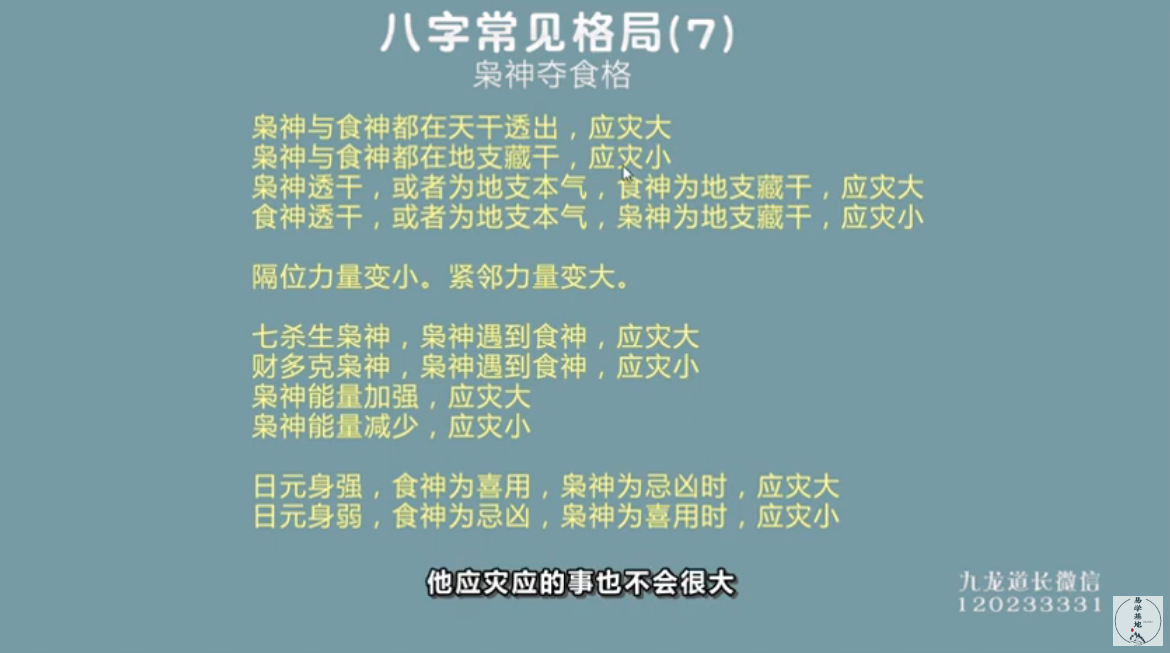 八字常见格局(7)
枭神夺食格
枭神与食神都在天干透出，应灾大
枭神与食神都在地支藏干，应灾小
枭神透干，或者为地支本气，食神为地支藏干，应灾大
食神透干，或者为地支本气，枭神为地支藏干，应灾小
隔位力量变小。紧邻力量变大。
七杀生枭神，枭神遇到食神，应灾大
财多克枭神，枭神遇到食神，应灾小
枭神能量加强，应灾大
枭神能量减少，应灾小
日元身强，食神为喜用，枭神为忌凶时，应灾大
日元身弱，食神为忌凶，枭神为喜用时，应灾小
他应灾应的事也不会很大
九龙道长微信
120233331
易学基地